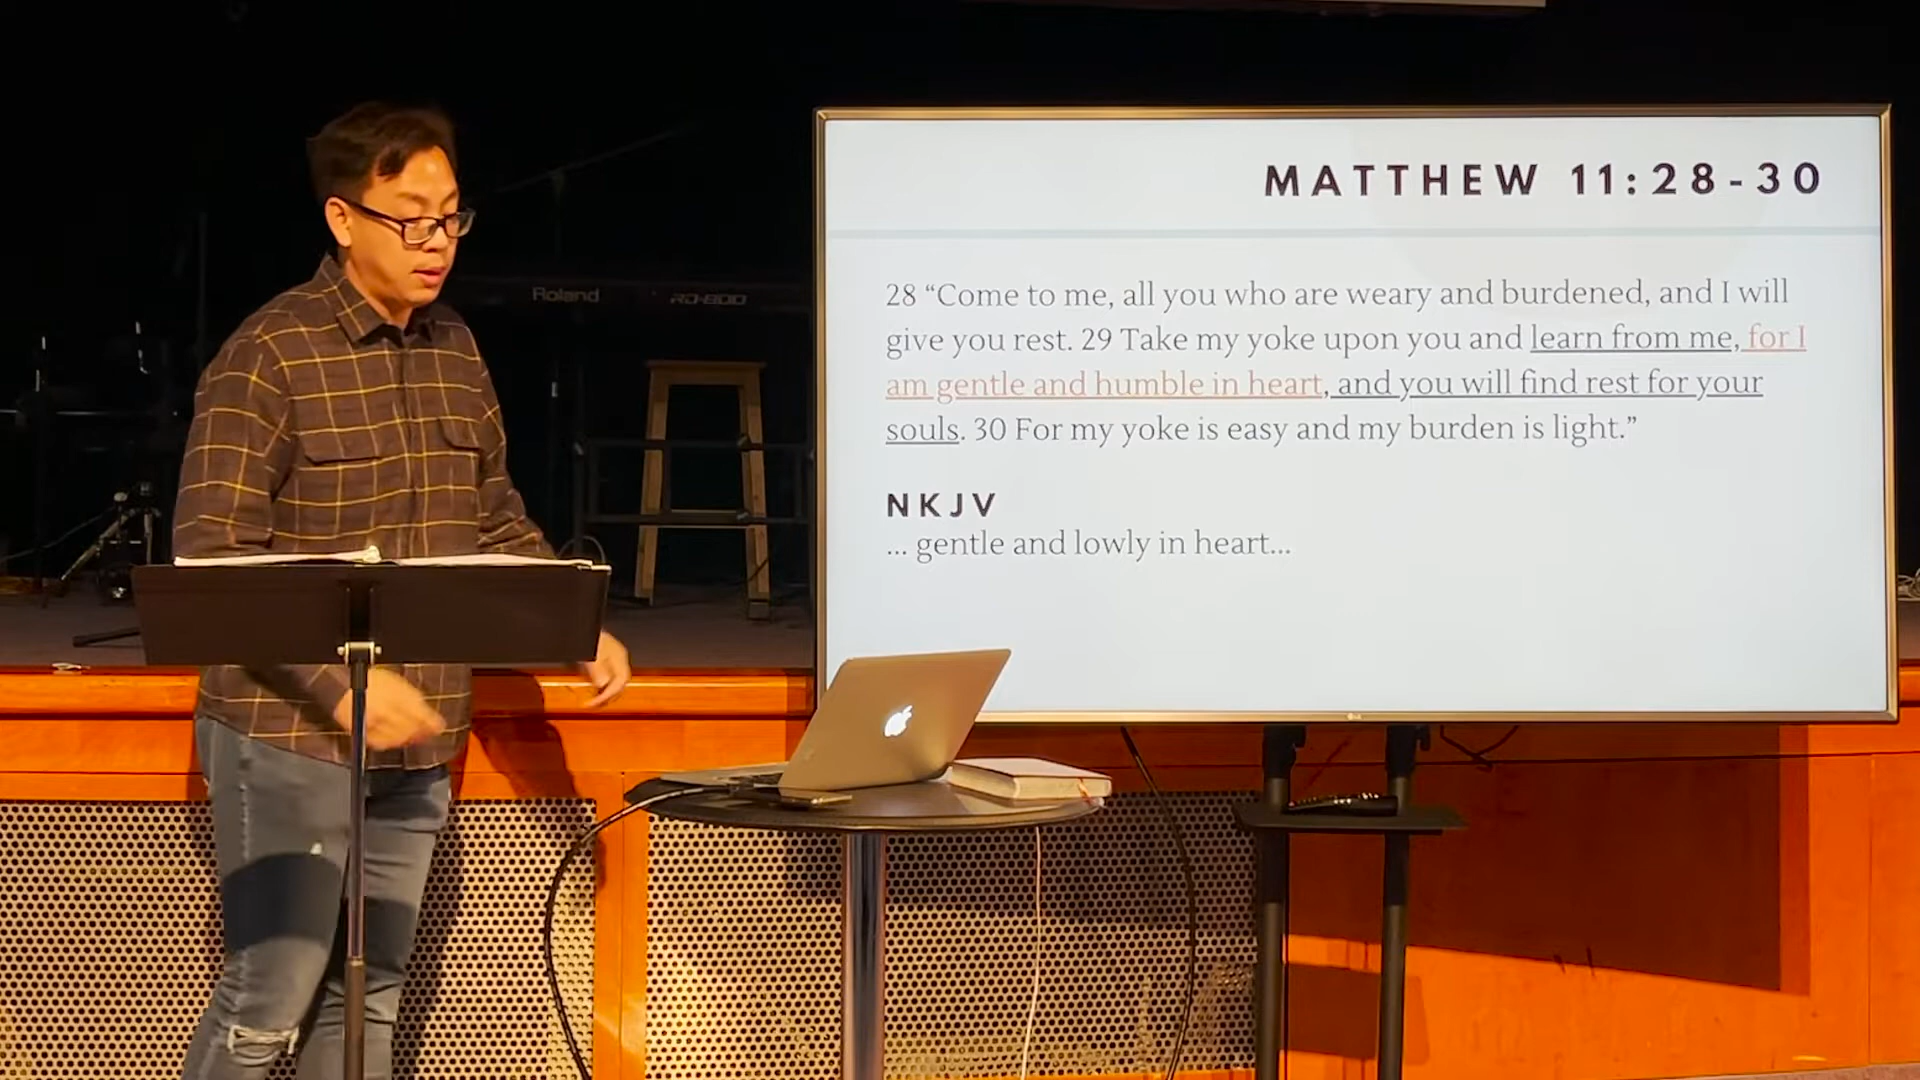 MATTHEW 11:28-30
28 “Come to me, all you who are weary and burdened, and I will
give you rest. 29 Take my yoke upon you and learn from me, for I
am gentle and humble in heart, and you will find rest for your
souls. 30 For my yoke is easy and my burden is light.”
NKJV
... gentle and lowly in heart...
Roland
RD-800